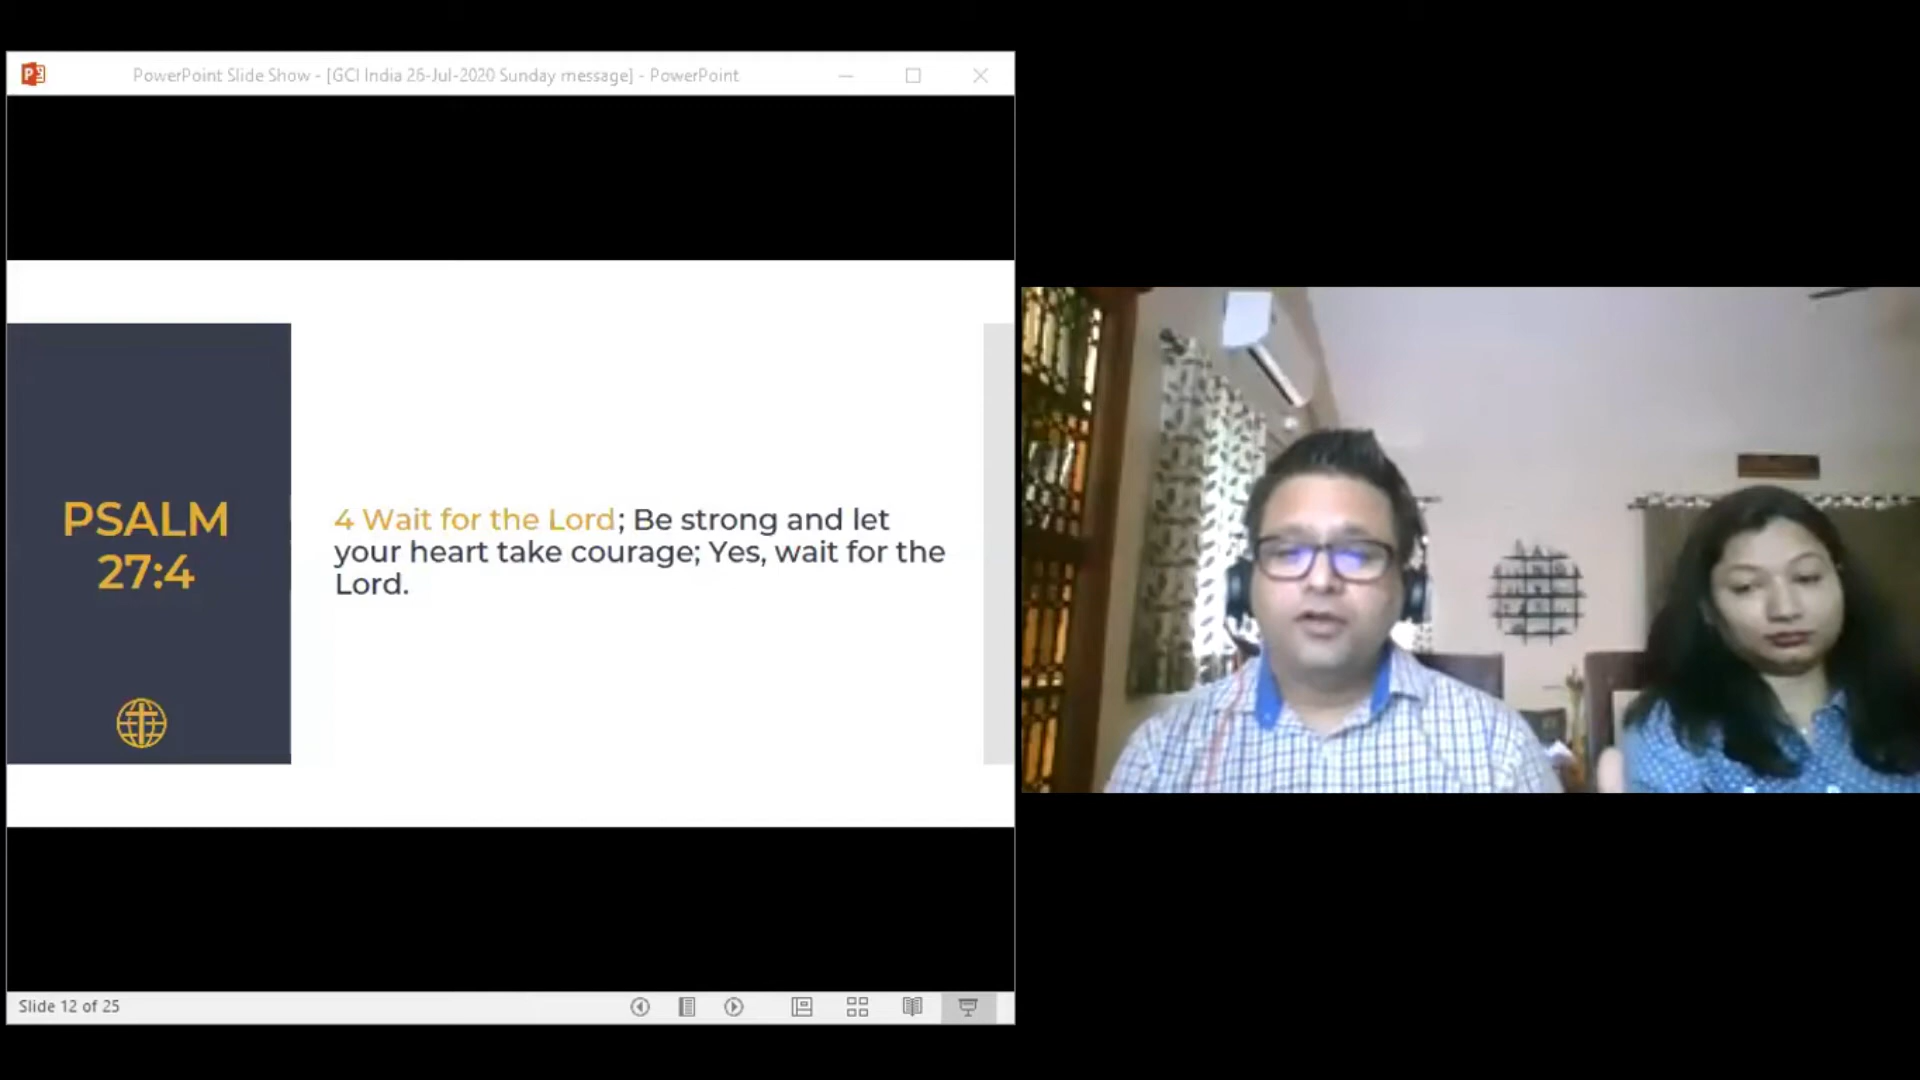 PowerPoint Slide Show - [GCI India 26-Jul-2020 Sunday message] - PowerPoint
PSALM
27:4
4 Wait for the Lord; Be strong and let
your heart take courage; Yes, wait for the
Lord.
Slide 12 of 25